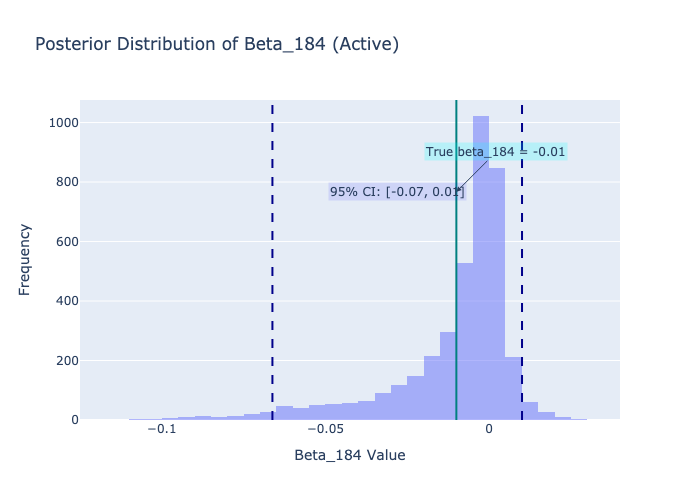 Posterior Distribution of Beta_184 (Active)
1000
800
600
400
200
0
Frequency
True beta_184 = -0.01
95% CI: [-0.07, 0.01]
−0.1
−0.05
0
Beta_184 Value